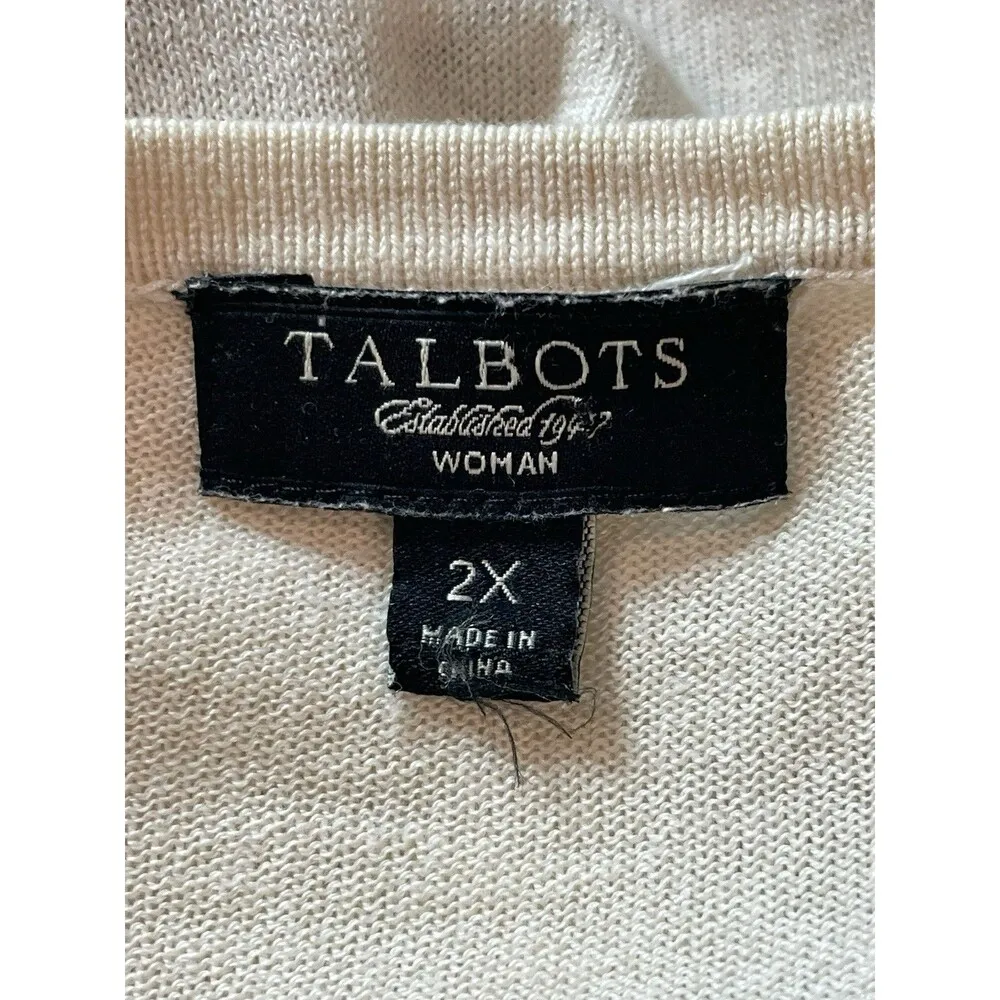 TALBOTS
Established 1947
WOMAN
2X
MADE IN
CHINA